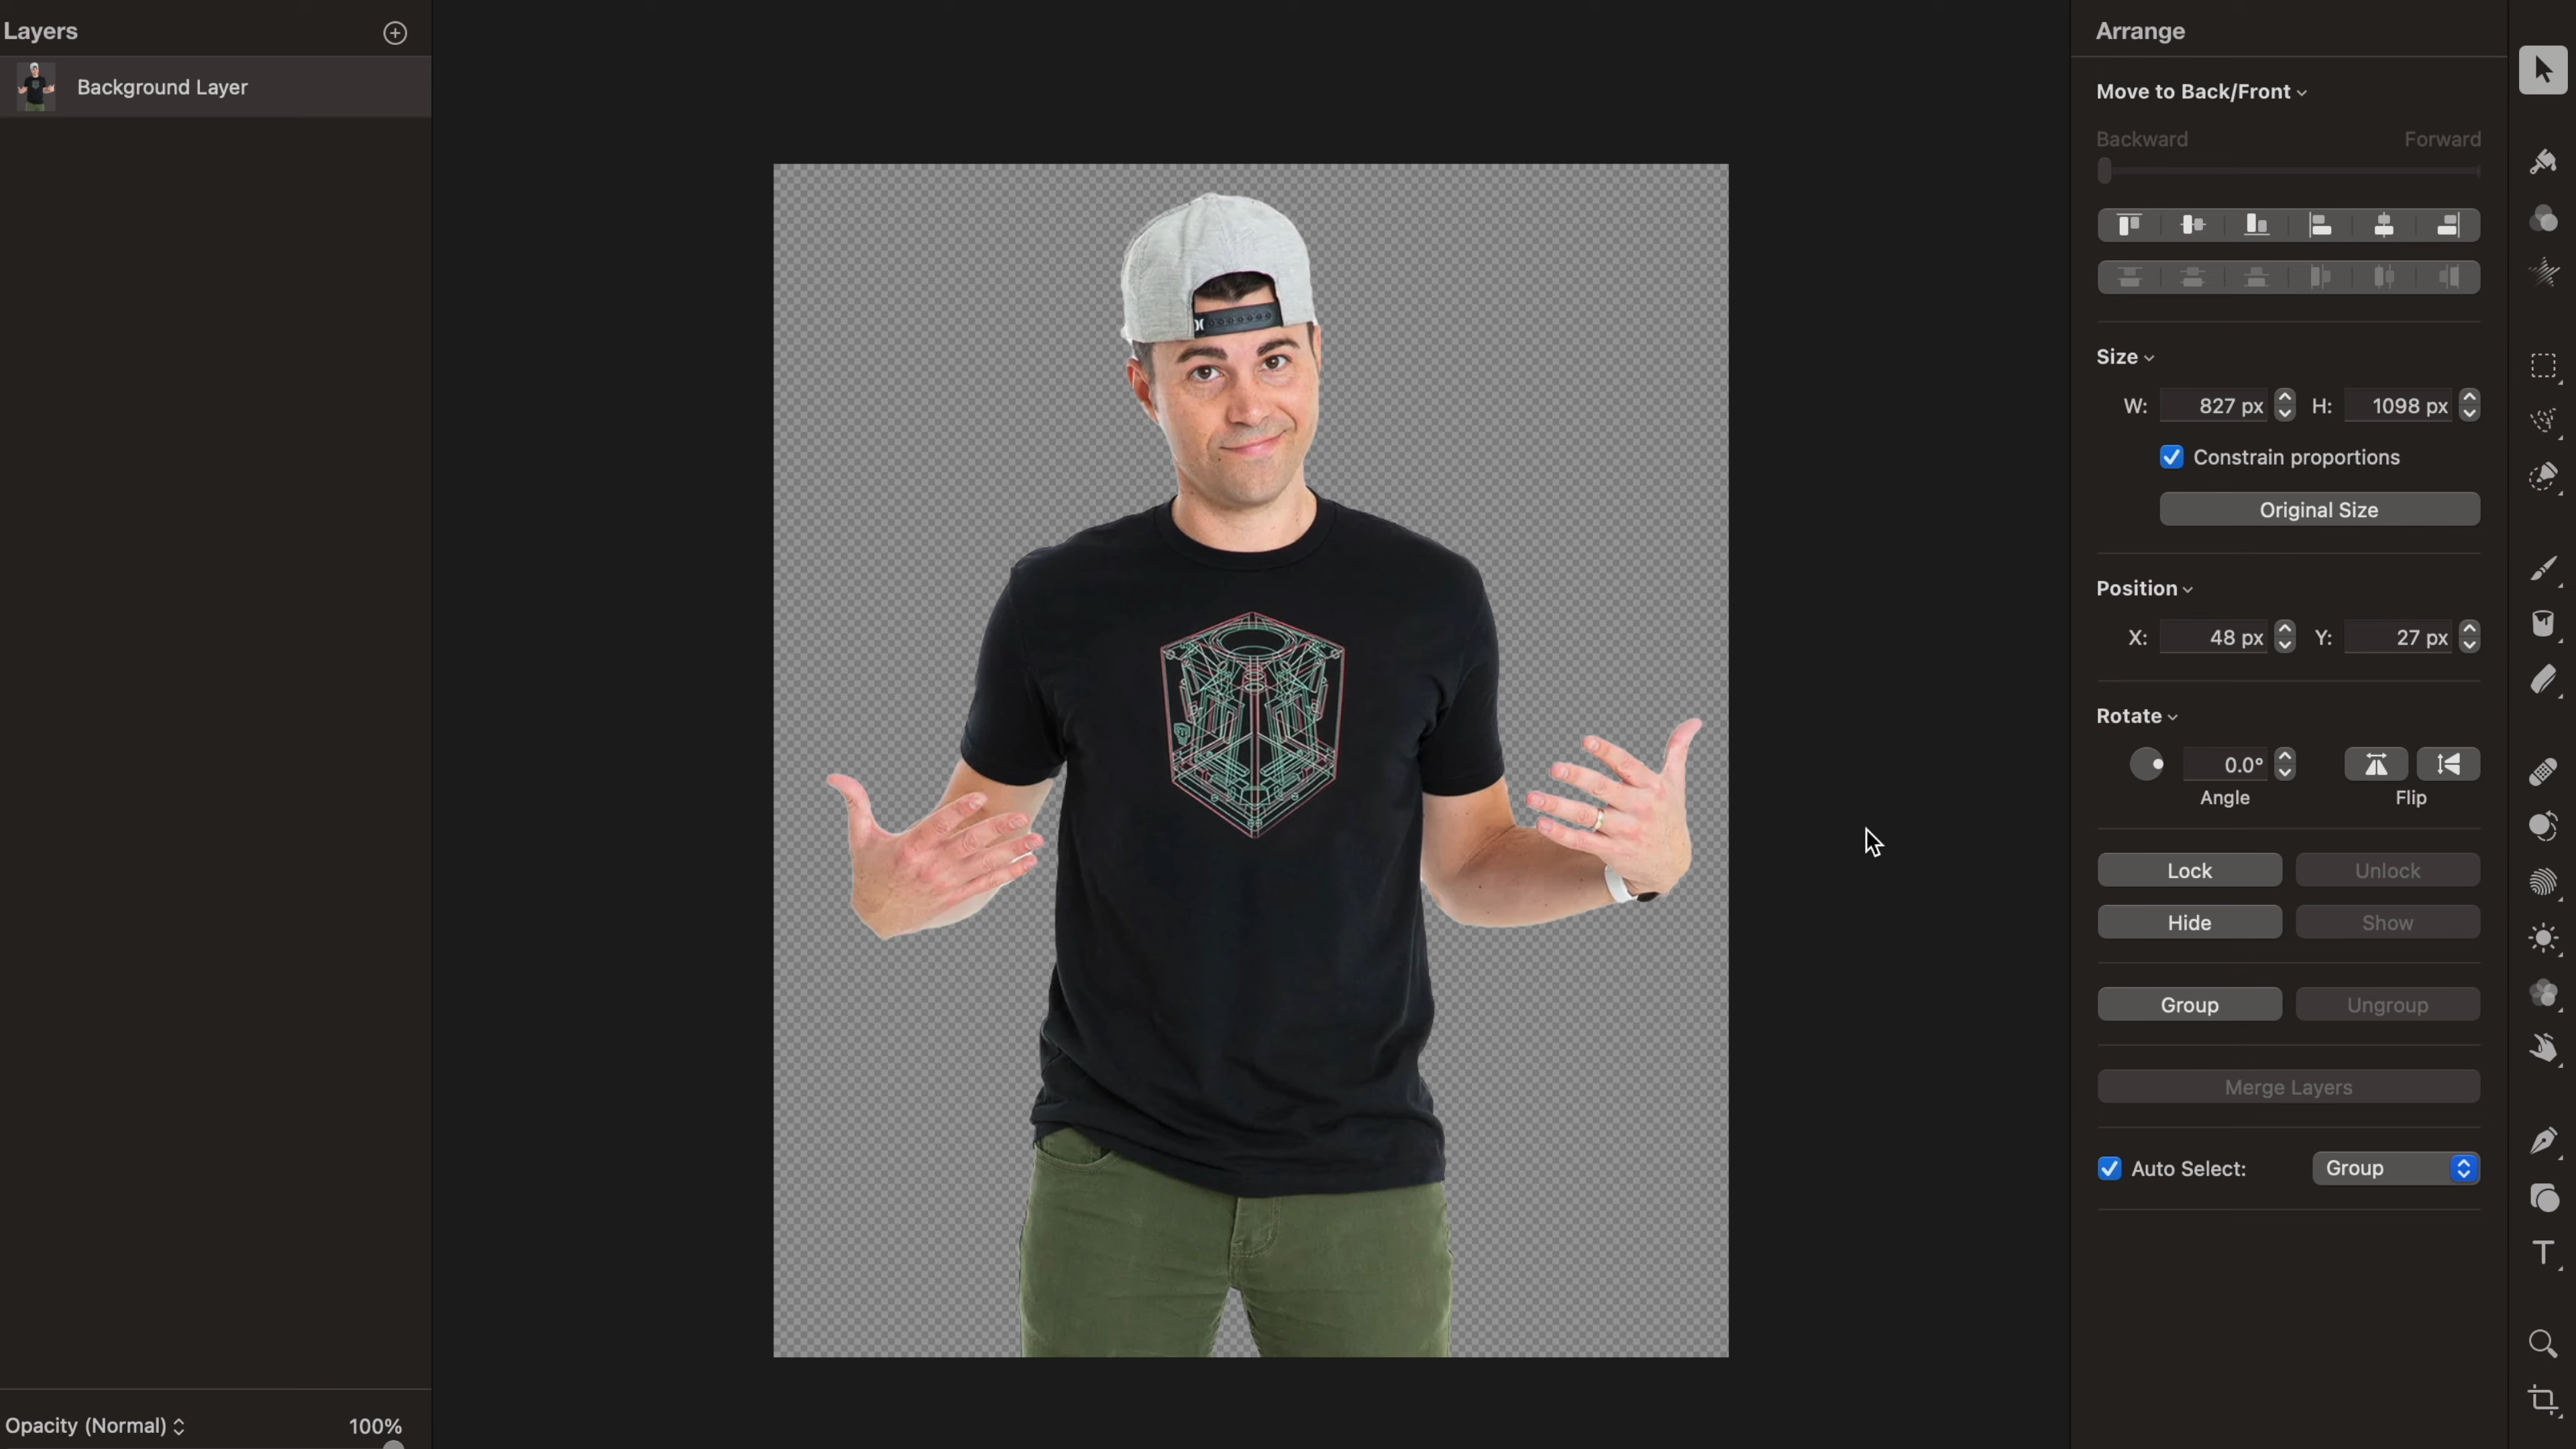 Layers
Background Layer
Opacity (Normal) 100%
Arrange
Move to Back/Front
Backward Forward
Size
W: 827 px H: 1098 px
Constrain proportions
Original Size
Position
X: 48 px Y: 27 px
Rotate
0.0°
Angle Flip
Lock Unlock
Hide Show
Group Ungroup
Merge Layers
Auto Select: Group